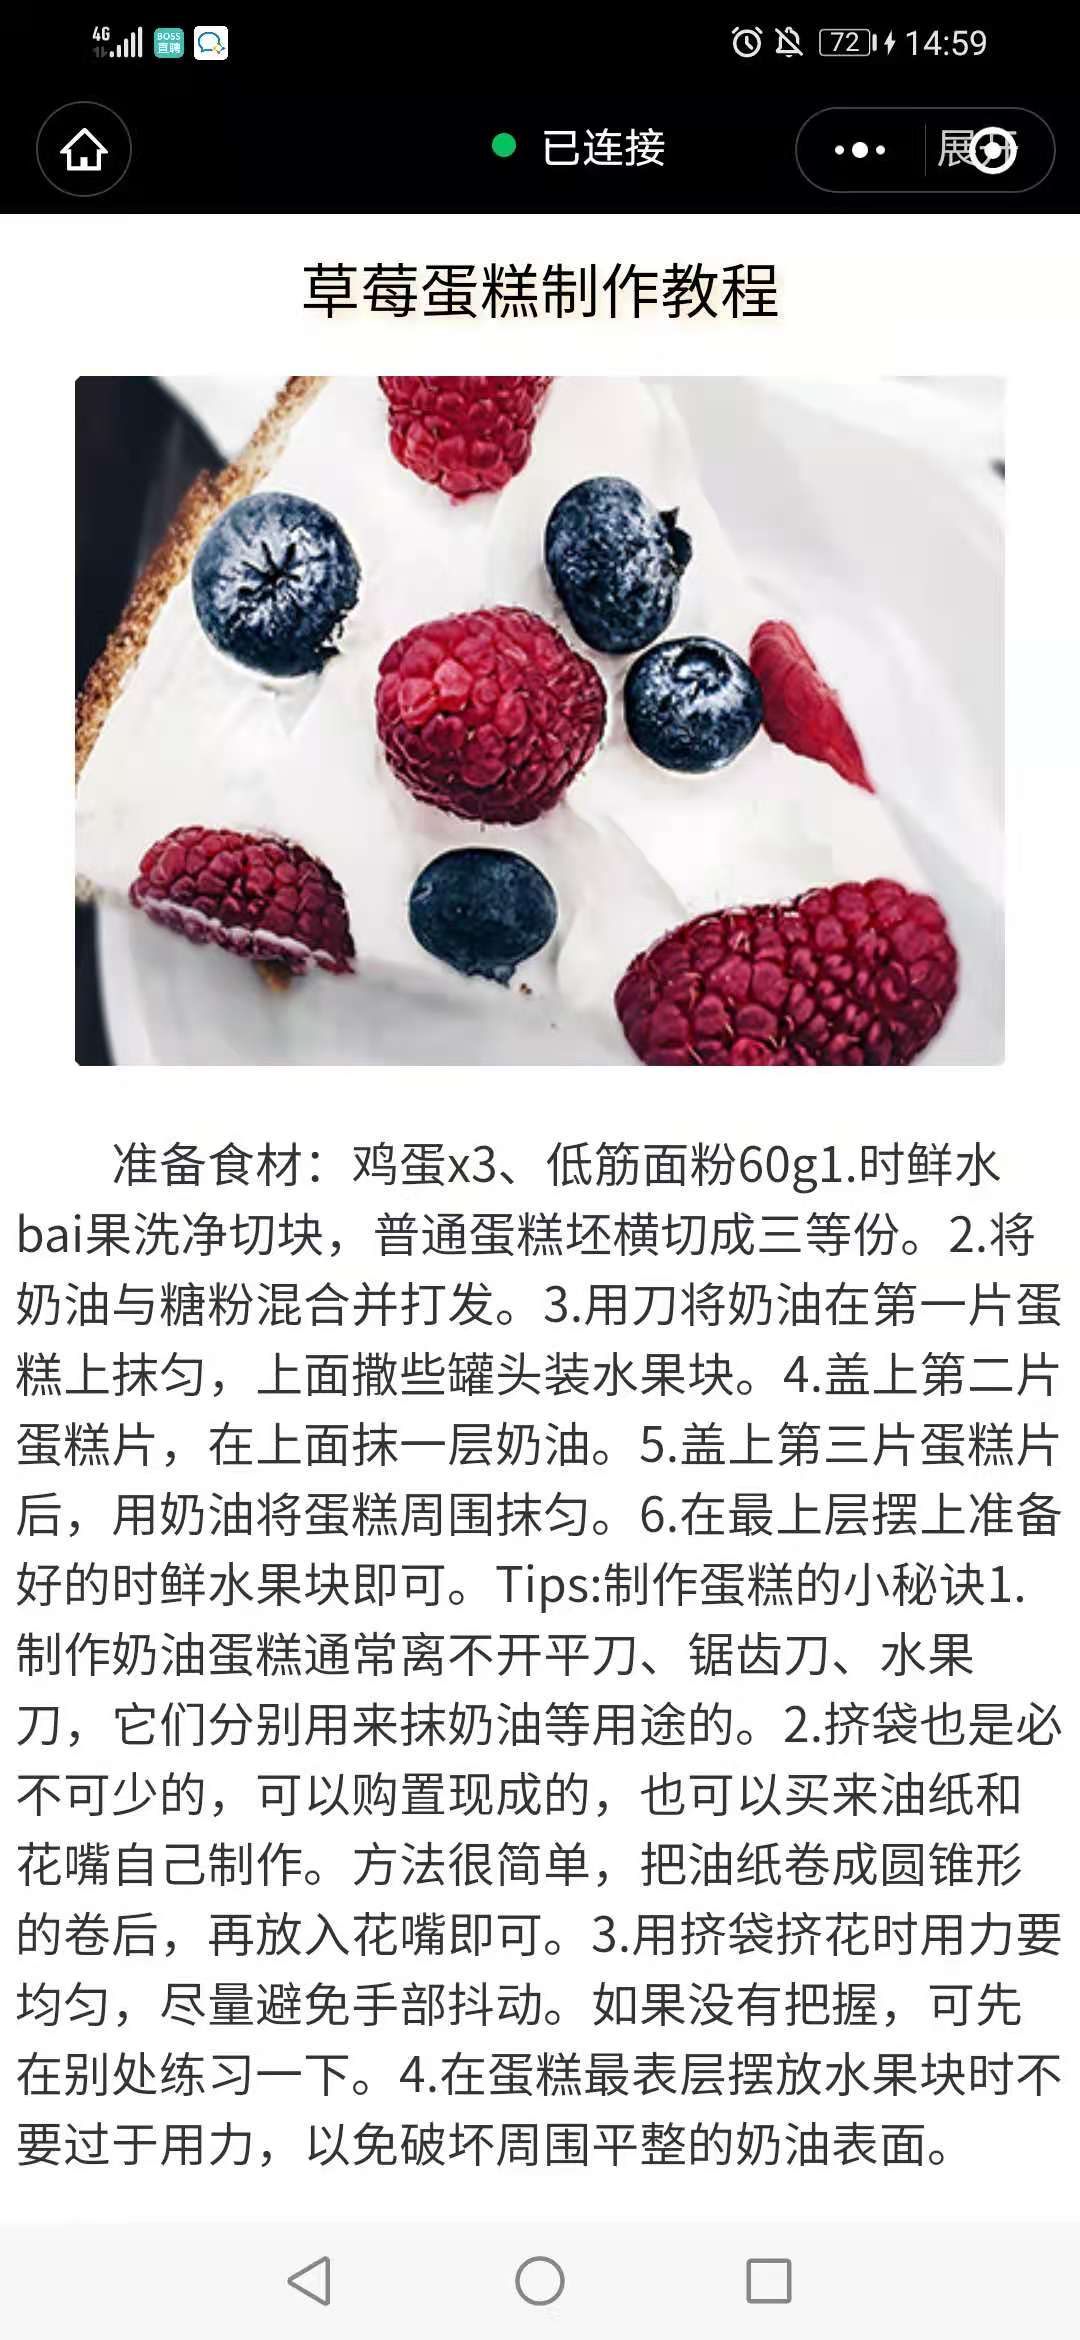 4G
BOSS
直聘
72
14:59
已连接
展开
草莓蛋糕制作教程
准备食材：鸡蛋x3、低筋面粉60g1.时鲜水
bai果洗净切块，普通蛋糕坯横切成三等份。2.将
奶油与糖粉混合并打发。3.用刀将奶油在第一片蛋
糕上抹匀，上面撒些罐头装水果块。4.盖上第二片
蛋糕片，在上面抹一层奶油。5.盖上第三片蛋糕片
后，用奶油将蛋糕周围抹匀。6.在最上层摆上准备
好的时鲜水果块即可。Tips:制作蛋糕的小秘诀1.
制作奶油蛋糕通常离不开平刀、锯齿刀、水果
刀，它们分别用来抹奶油等用途的。2.挤袋也是必
不可少的，可以购置现成的，也可以买来油纸和
花嘴自己制作。方法很简单，把油纸卷成圆锥形
的卷后，再放入花嘴即可。3.用挤袋挤花时用力要
均匀，尽量避免手部抖动。如果没有把握，可先
在别处练习一下。4.在蛋糕最表层摆放水果块时不
要过于用力，以免破坏周围平整的奶油表面。